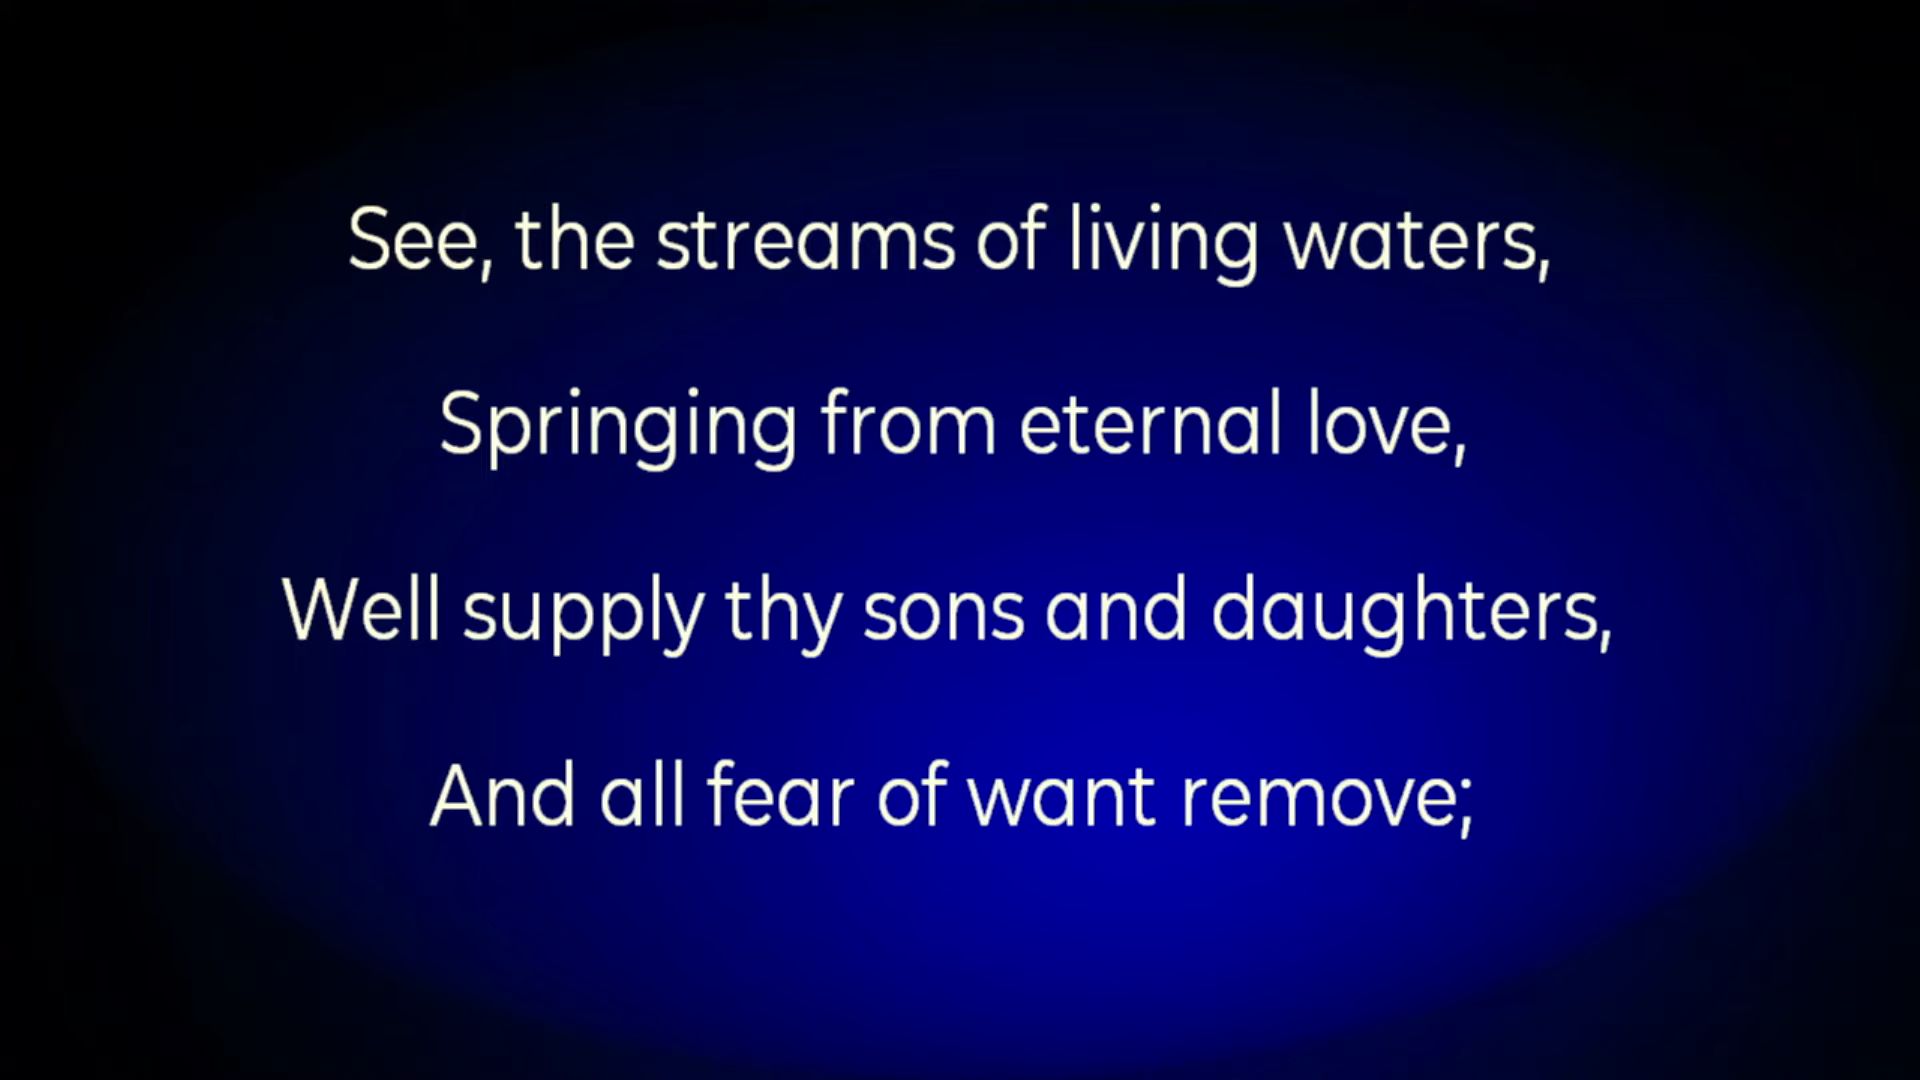 See, the streams of living waters,
Springing from eternal love,
Well supply thy sons and daughters,
And all fear of want remove;